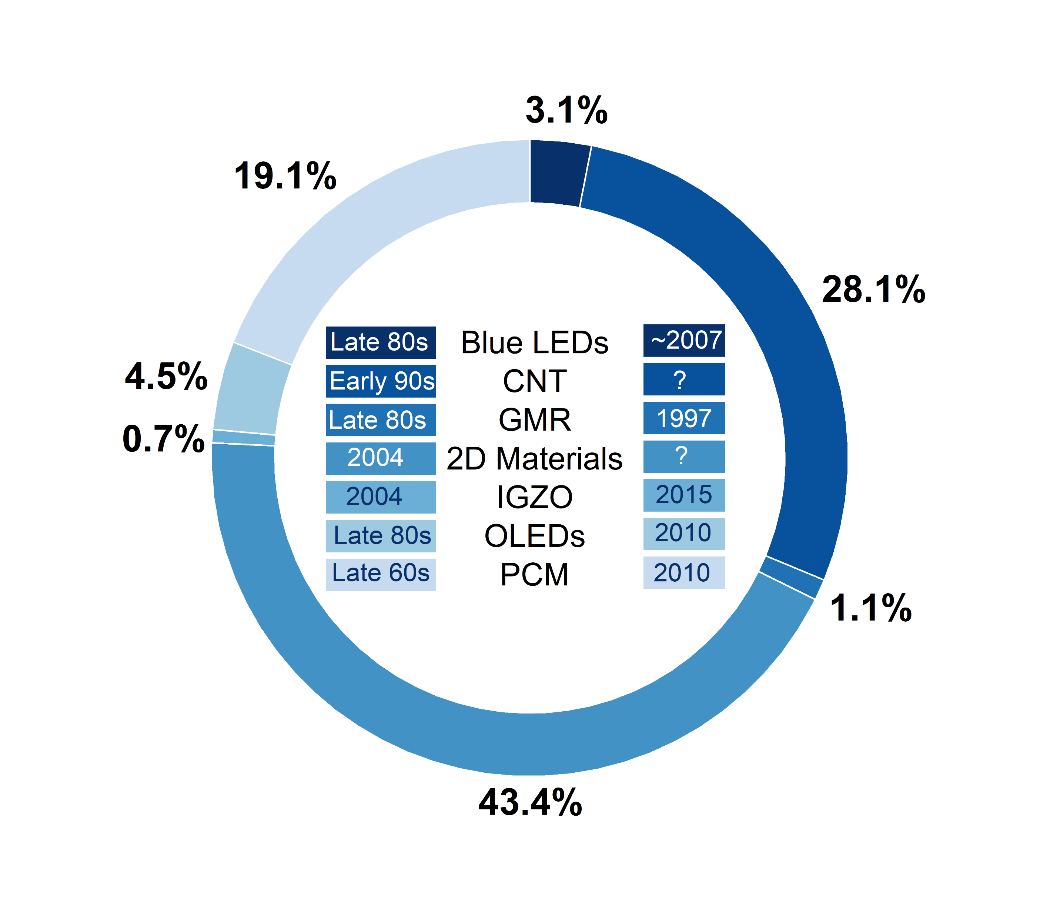 3.1%
19.1%
28.1%
Late 80s Blue LEDs ~2007
Early 90s CNT ?
4.5%
Late 80s GMR 1997
0.7%
2004 2D Materials ?
2004 IGZO 2015
Late 80s OLEDs 2010
Late 60s PCM 2010
1.1%
43.4%